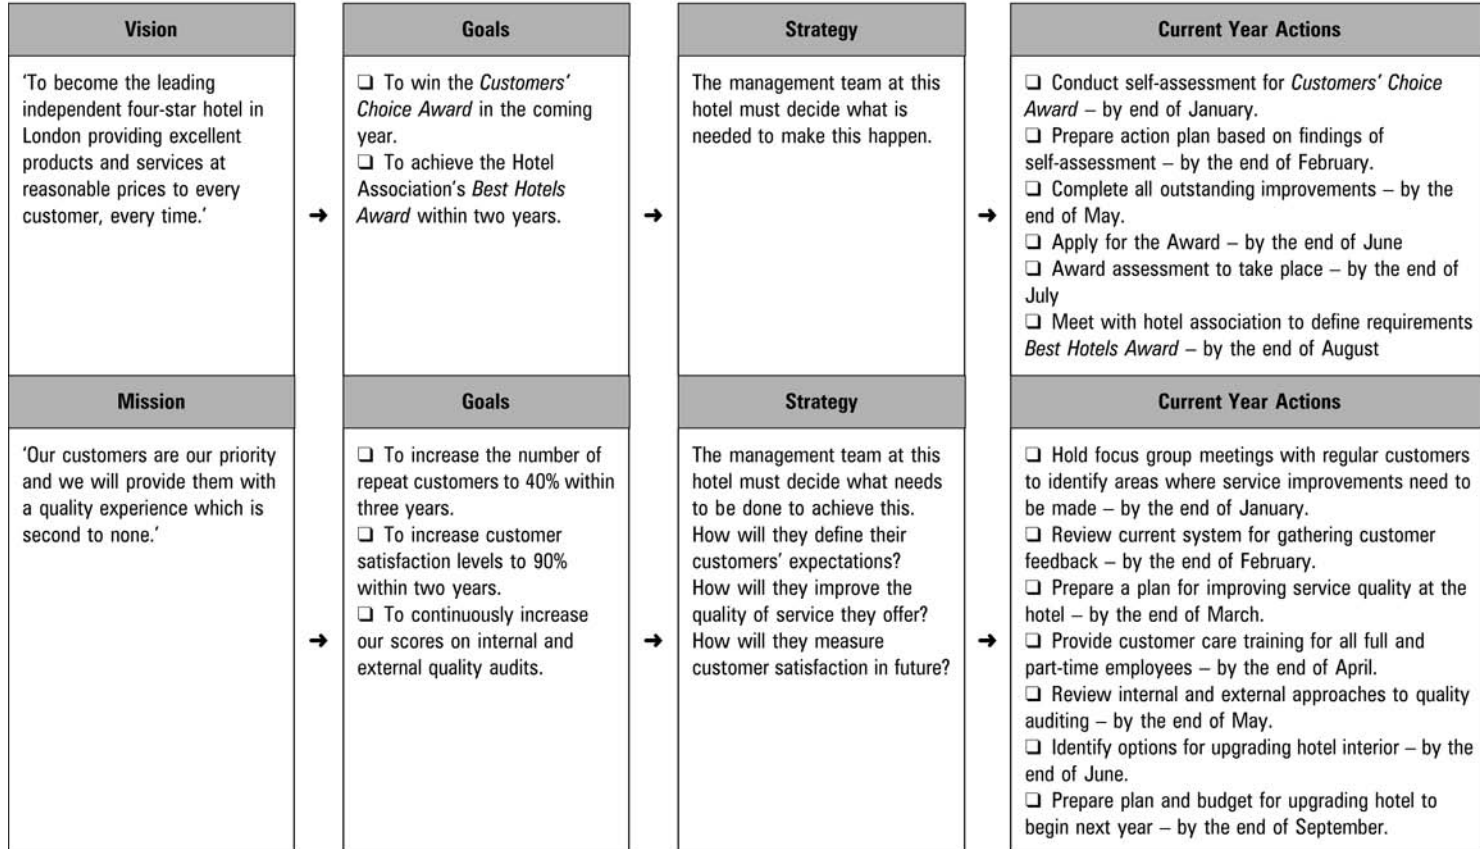 Vision
'To become the leading
independent four-star hotel in
London providing excellent
products and services at
reasonable prices to every
customer, every time.'
➜
Goals
❑ To win the Customers'
Choice Award in the coming
year.
❑ To achieve the Hotel
Association's Best Hotels
Award within two years.
➜
Strategy
The management team at this
hotel must decide what is
needed to make this happen.
➜
Current Year Actions
❑ Conduct self-assessment for Customers' Choice
Award – by end of January.
❑ Prepare action plan based on findings of
self-assessment – by the end of February.
❑ Complete all outstanding improvements – by the
end of May.
❑ Apply for the Award – by the end of June
❑ Award assessment to take place – by the end of
July
❑ Meet with hotel association to define requirements
Best Hotels Award – by the end of August
Mission
'Our customers are our priority
and we will provide them with
a quality experience which is
second to none.'
➜
Goals
❑ To increase the number of
repeat customers to 40% within
three years.
❑ To increase customer
satisfaction levels to 90%
within two years.
❑ To continuously increase
our scores on internal and
external quality audits.
➜
Strategy
The management team at this
hotel must decide what needs
to be done to achieve this.
How will they define their
customers' expectations?
How will they improve the
quality of service they offer?
How will they measure
customer satisfaction in future?
➜
Current Year Actions
❑ Hold focus group meetings with regular customers
to identify areas where service improvements need to
be made – by the end of January.
❑ Review current system for gathering customer
feedback – by the end of February.
❑ Prepare a plan for improving service quality at the
hotel – by the end of March.
❑ Provide customer care training for all full and
part-time employees – by the end of April.
❑ Review internal and external approaches to quality
auditing – by the end of May.
❑ Identify options for upgrading hotel interior – by the
end of June.
❑ Prepare plan and budget for upgrading hotel to
begin next year – by the end of September.